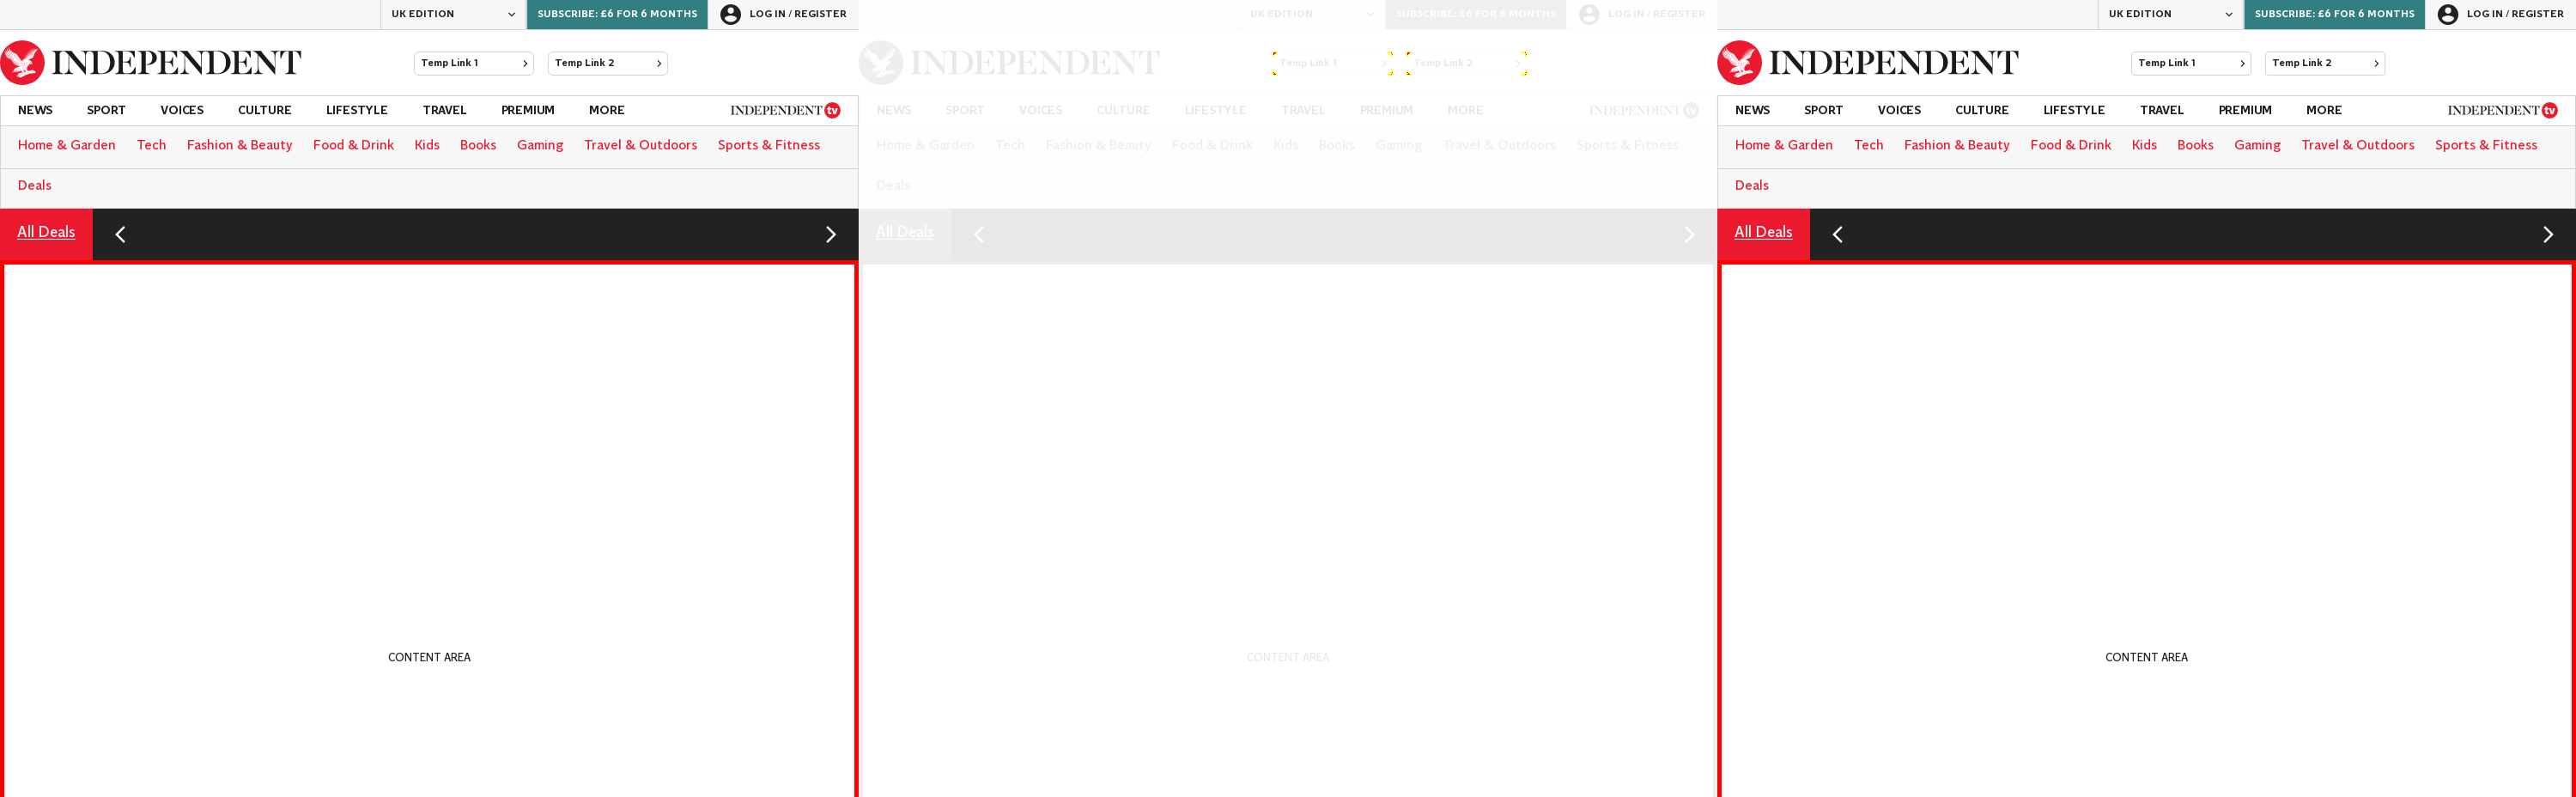 UK EDITION SUBSCRIBE: £6 FOR 6 MONTHS LOG IN / REGISTER
INDEPENDENT Temp Link 1 Temp Link 2
NEWS SPORT VOICES CULTURE LIFESTYLE TRAVEL PREMIUM MORE INDEPENDENT tv
Home & Garden Tech Fashion & Beauty Food & Drink Kids Books Gaming Travel & Outdoors Sports & Fitness
Deals
All Deals
CONTENT AREA
UK EDITION SUBSCRIBE: £6 FOR 6 MONTHS LOG IN / REGISTER
INDEPENDENT Temp Link 1 Temp Link 2
NEWS SPORT VOICES CULTURE LIFESTYLE TRAVEL PREMIUM MORE INDEPENDENT tv
Home & Garden Tech Fashion & Beauty Food & Drink Kids Books Gaming Travel & Outdoors Sports & Fitness
Deals
All Deals
CONTENT AREA
UK EDITION SUBSCRIBE: £6 FOR 6 MONTHS LOG IN / REGISTER
INDEPENDENT Temp Link 1 Temp Link 2
NEWS SPORT VOICES CULTURE LIFESTYLE TRAVEL PREMIUM MORE INDEPENDENT tv
Home & Garden Tech Fashion & Beauty Food & Drink Kids Books Gaming Travel & Outdoors Sports & Fitness
Deals
All Deals
CONTENT AREA